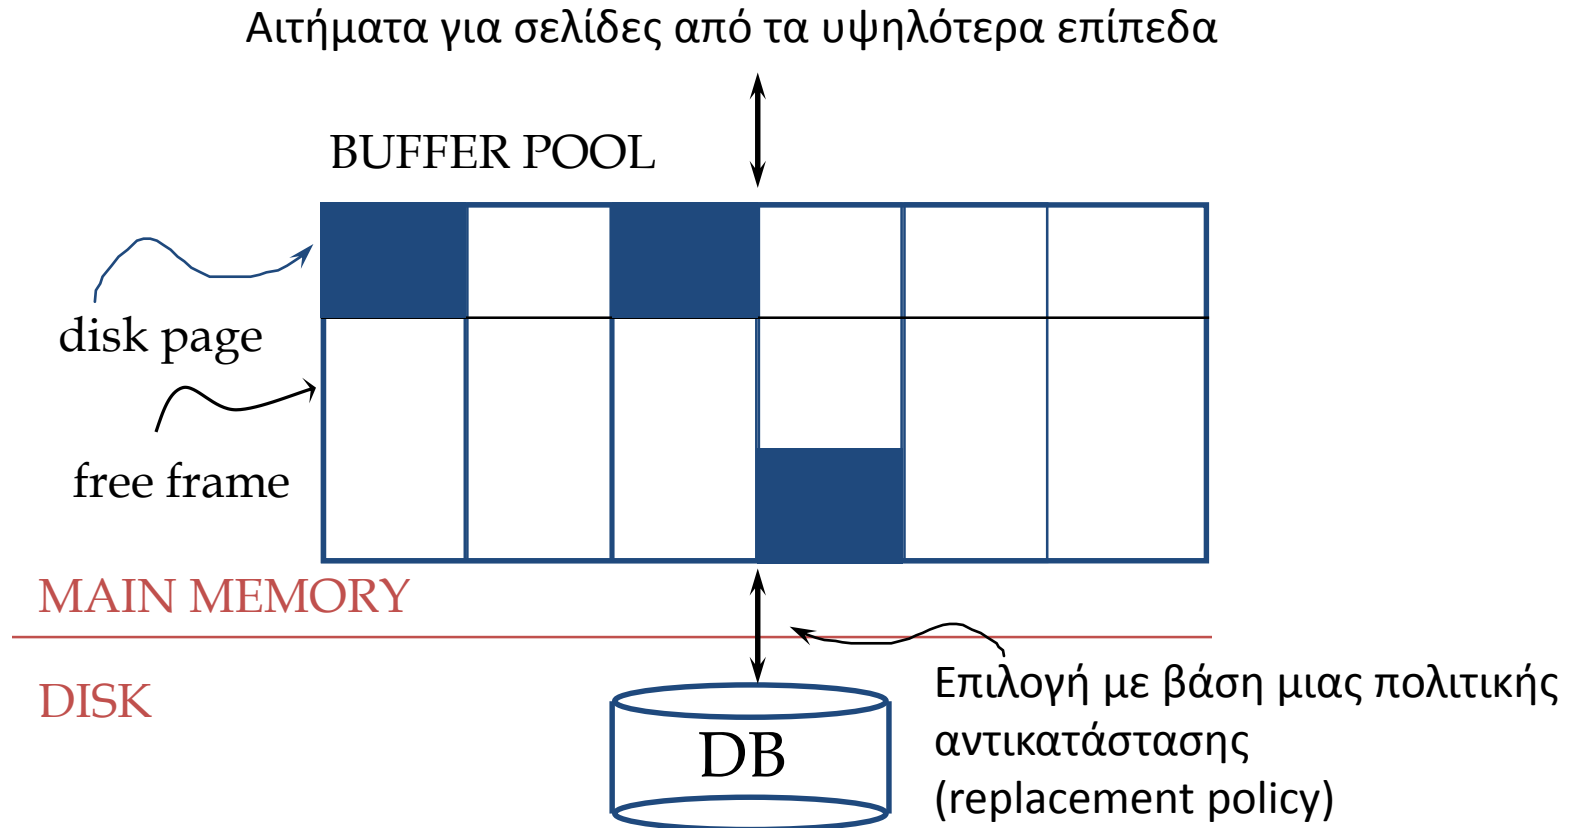 Αιτήματα για σελίδες από τα υψηλότερα επίπεδα
BUFFER POOL
disk page
free frame
MAIN MEMORY
DISK
DB
Επιλογή με βάση μιας πολιτικής
αντικατάστασης
(replacement policy)